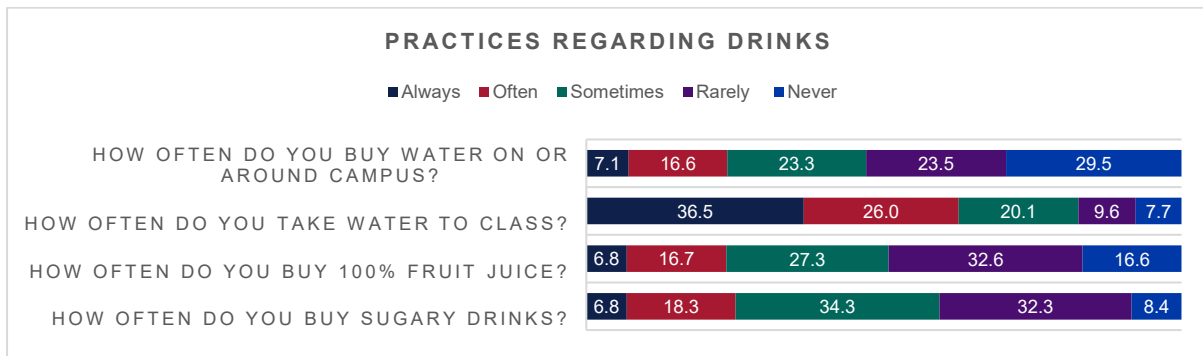 PRACTICES REGARDING DRINKS
Always Often Sometimes Rarely Never
HOW OFTEN DO YOU BUY WATER ON OR
AROUND CAMPUS?
7.1 16.6 23.3 23.5 29.5
HOW OFTEN DO YOU TAKE WATER TO CLASS?
36.5 26.0 20.1 9.6 7.7
HOW OFTEN DO YOU BUY 100% FRUIT JUICE?
6.8 16.7 27.3 32.6 16.6
HOW OFTEN DO YOU BUY SUGARY DRINKS?
6.8 18.3 34.3 32.3 8.4